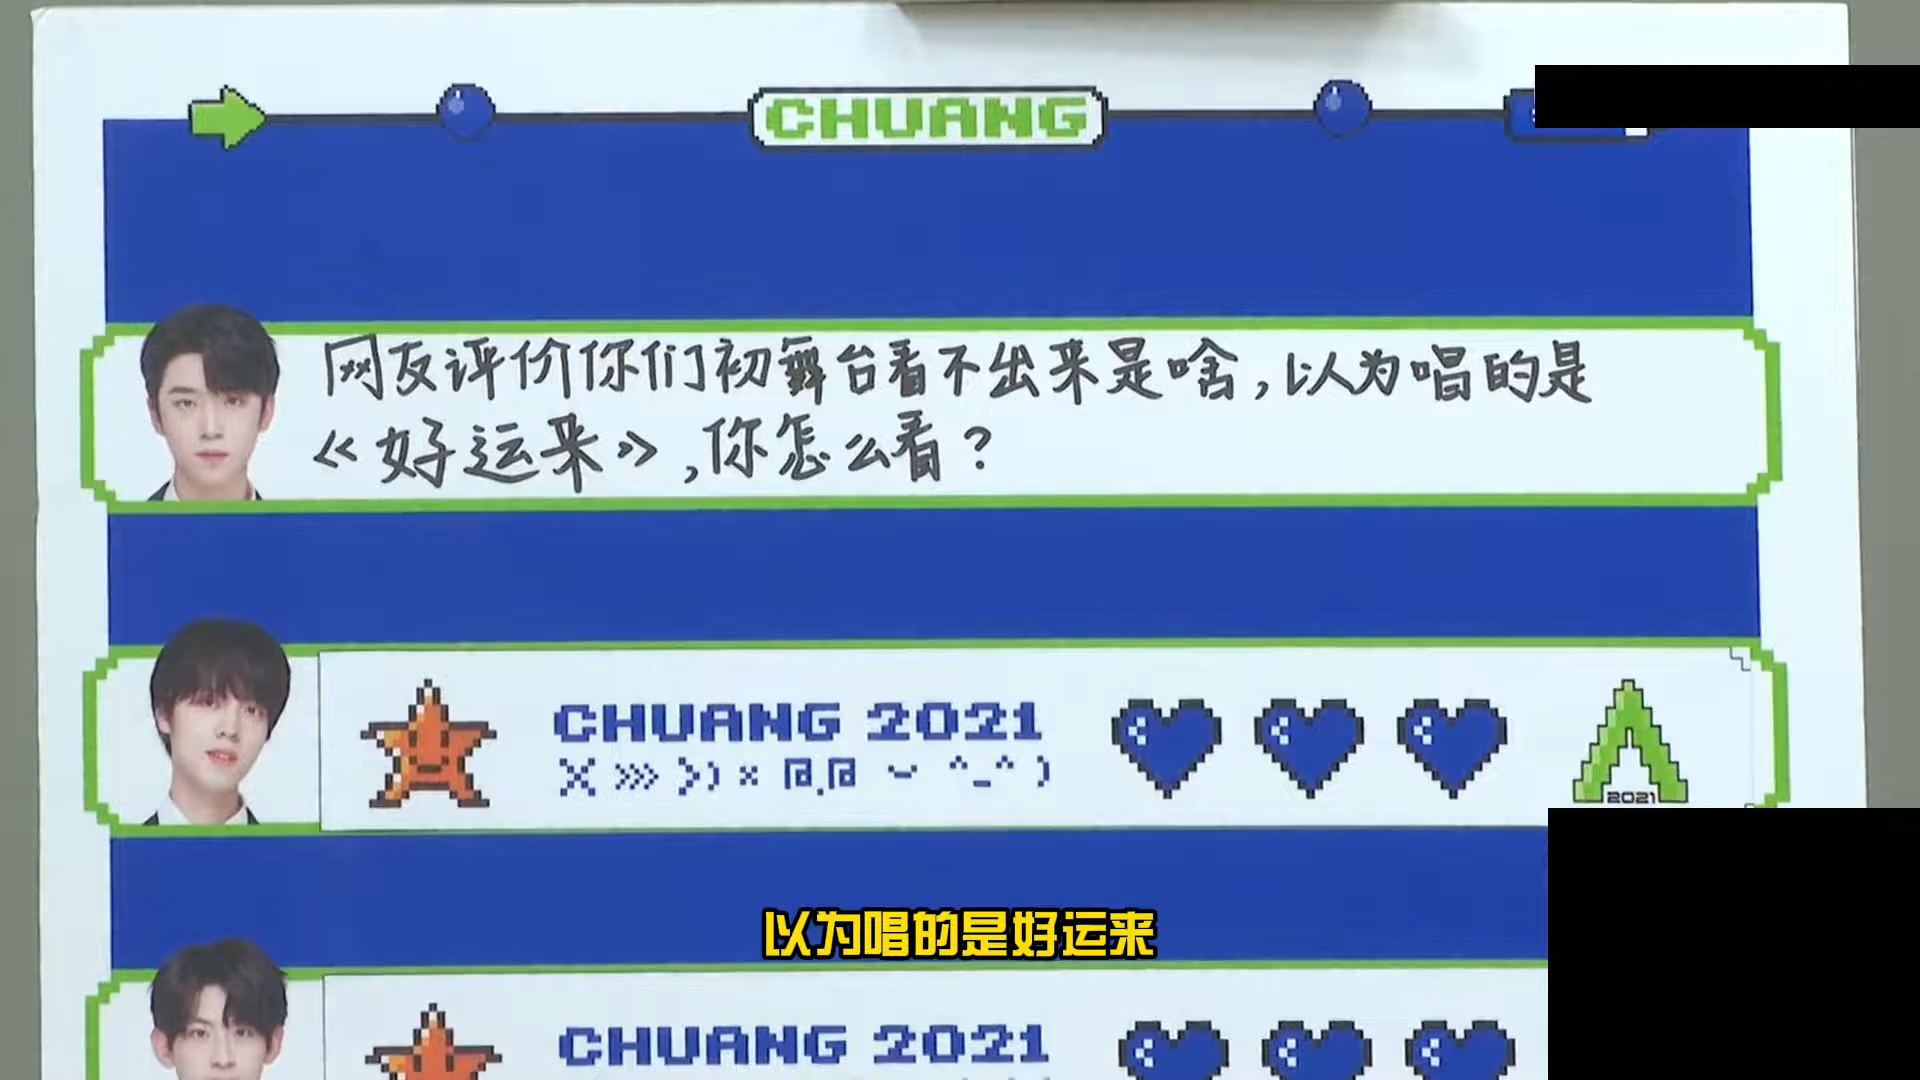 CHUANG
网友评价你们初舞台看不出来是啥,以为唱的是
《好运来》,你怎么看?
CHUANG 2021
2021
以为唱的是好运来
CHUANG 2021